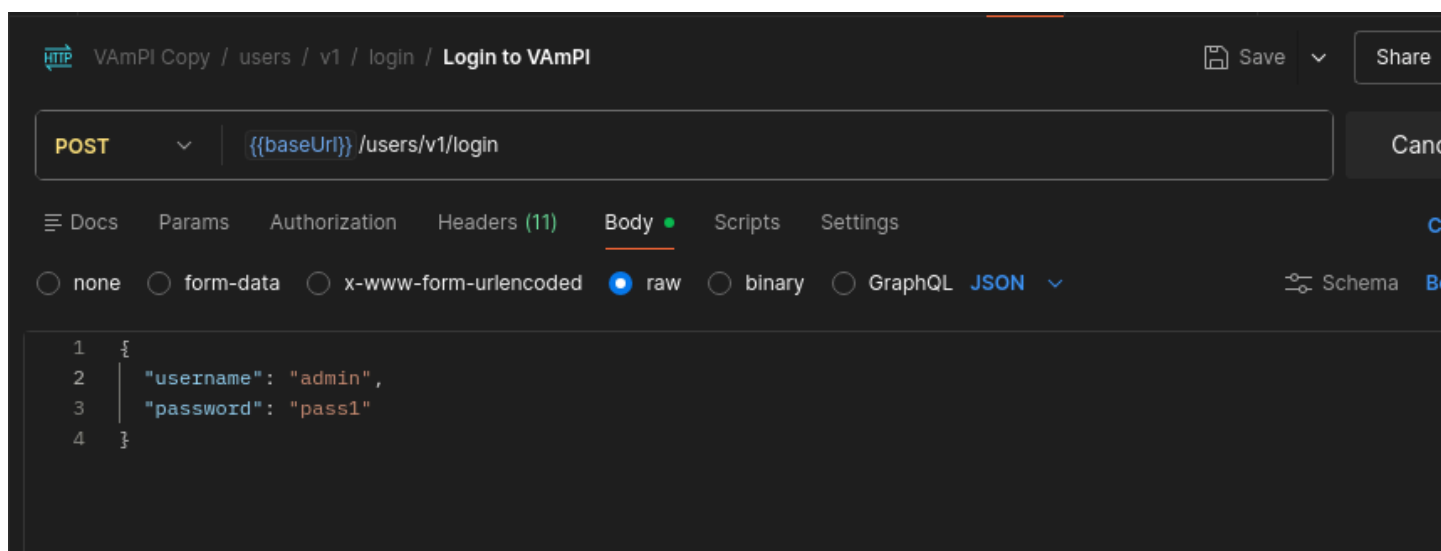 HTTP VAmPI Copy / users / v1 / login / Login to VAmPI Save Share
POST {{baseUrl}} /users/v1/login
Docs Params Authorization Headers (11) Body Scripts Settings
none form-data x-www-form-urlencoded raw binary GraphQL JSON Schema
1 {
2 "username": "admin",
3 "password": "pass1"
4 }